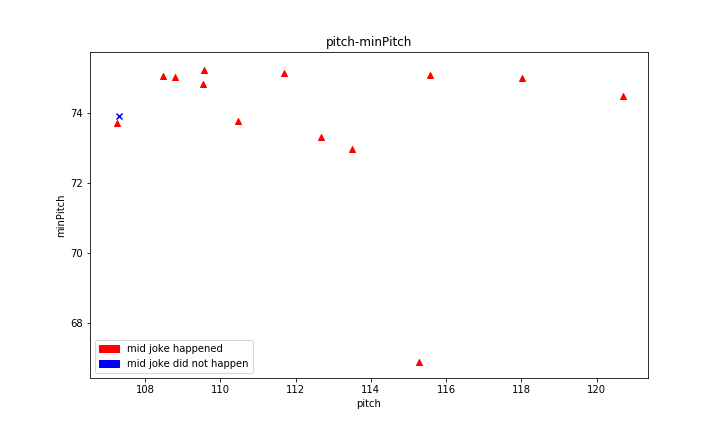 pitch-minPitch
minPitch
74
72
70
68
mid joke happened
mid joke did not happen
108 110 112 114 116 118 120
pitch